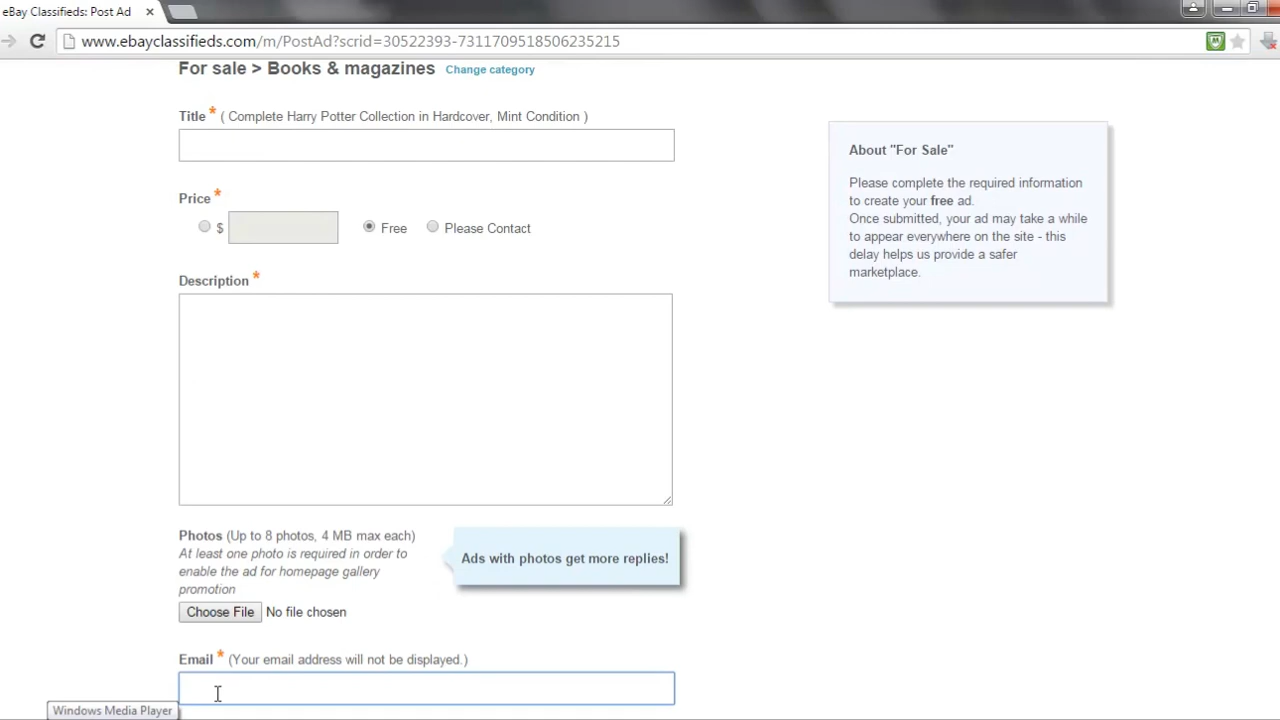 eBay Classifieds: Post Ad
www.ebayclassifieds.com/m/PostAd?scrid=30522393-7311709518506235215
For sale > Books & magazines Change category
Title * ( Complete Harry Potter Collection in Hardcover, Mint Condition )
Price *
$ Free Please Contact
Description *
Photos (Up to 8 photos, 4 MB max each)
At least one photo is required in order to
enable the ad for homepage gallery
promotion
Ads with photos get more replies!
Choose File No file chosen
Email * (Your email address will not be displayed.)
Windows Media Player
About "For Sale"
Please complete the required information
to create your free ad.
Once submitted, your ad may take a while
to appear everywhere on the site - this
delay helps us provide a safer
marketplace.